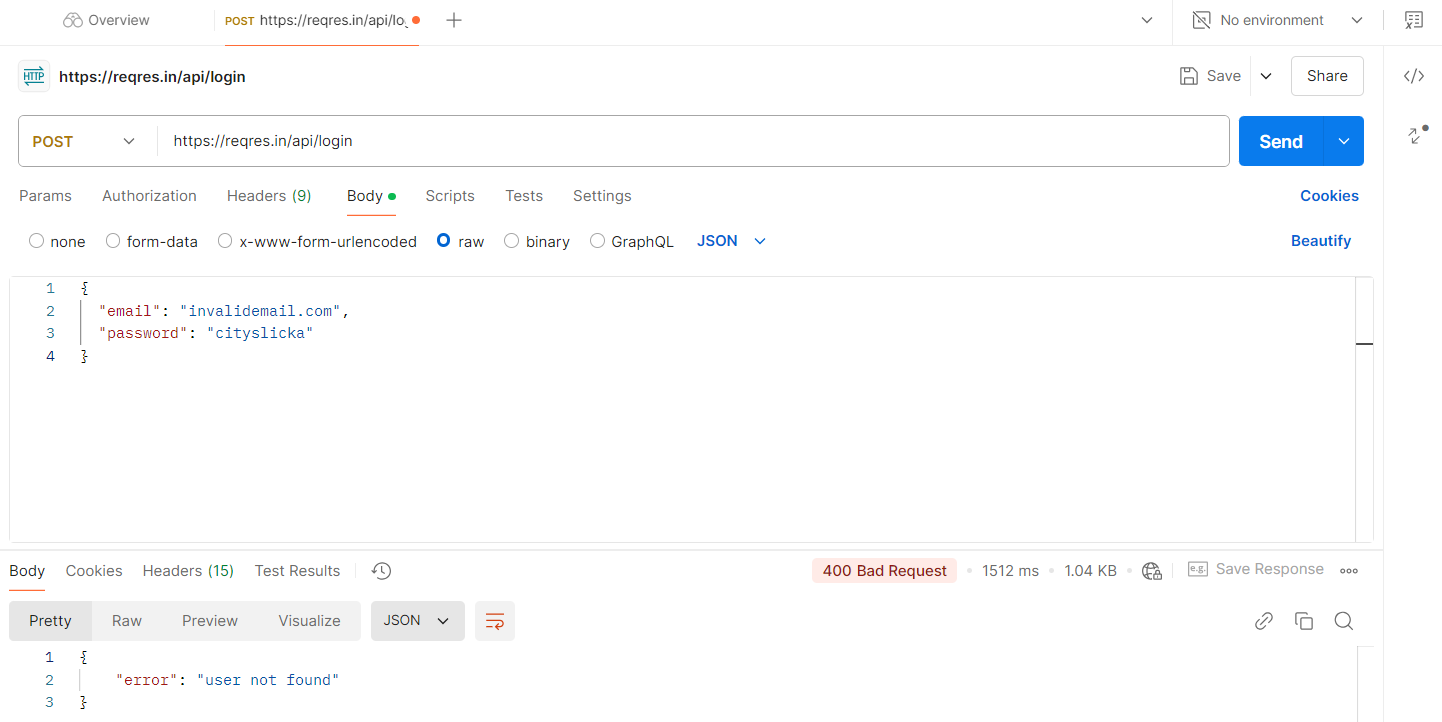 Overview POST https://reqres.in/api/lo No environment
HTTP https://reqres.in/api/login Save Share </>
POST https://reqres.in/api/login Send
Params Authorization Headers (9) Body Scripts Tests Settings Cookies
none form-data x-www-form-urlencoded raw binary GraphQL JSON Beautify
1 {
2 "email": "invalidemail.com",
3 "password": "cityslicka"
4 }
Body Cookies Headers (15) Test Results 400 Bad Request 1512 ms 1.04 KB e.g. Save Response
Pretty Raw Preview Visualize JSON
1 {
2 "error": "user not found"
3 }